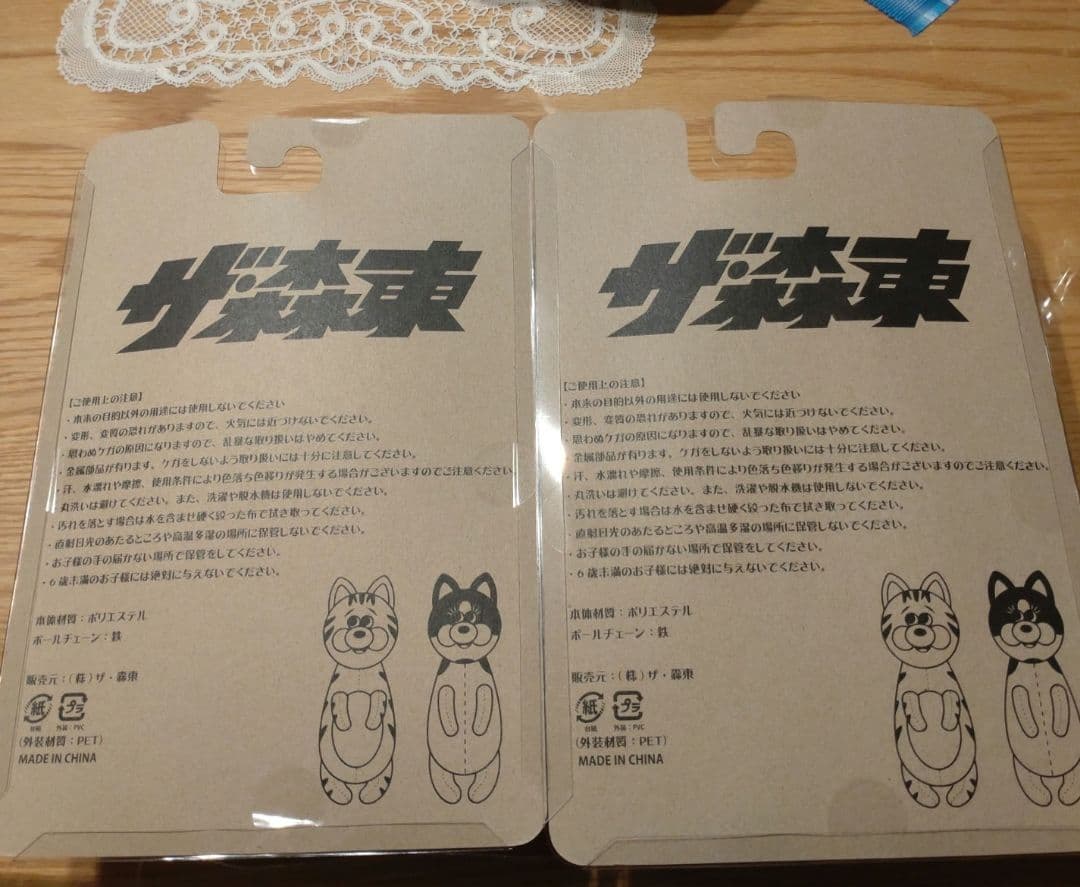 ザ・森東
【ご使用上の注意】
・本来の目的以外の用途には使用しないでください
・変形、変質の恐れがありますので、火気には近づけないでください。
・思わぬケガの原因になりますので、乱暴な取り扱いはやめてください。
・金属部品が有ります。ケガをしないよう取り扱いには十分に注意してください。
・汗、水濡れや摩擦、使用条件により色落ち色移りが発生する場合がございますのでご注意ください。
・丸洗いは避けてください。また、洗濯や脱水機は使用しないでください。
・汚れを落とす場合は水を含ませ硬く絞った布で拭き取ってください。
・直射日光のあたるところや高温多湿の場所に保管しないでください。
・お子様の手の届かない場所で保管をしてください。
・6歳未満のお子様には絶対に与えないでください。
本体材質：ポリエステル
ボールチェーン：鉄
販売元：(株)ザ・森東
紙 プラ
台紙 外装：PVC
(外装材質：PET)
MADE IN CHINA
ザ・森東
【ご使用上の注意】
・本来の目的以外の用途には使用しないでください
・変形、変質の恐れがありますので、火気には近づけないでください。
・思わぬケガの原因になりますので、乱暴な取り扱いはやめてください。
金属部品が有ります。ケガをしないよう取り扱いには十分に注意してください。
・汗、水濡れや摩擦、使用条件により色落ち色移りが発生する場合がございますのでご注意ください。
・丸洗いは避けてください。また、洗濯や脱水機は使用しないでください。
・汚れを落とす場合は水を含ませ硬く絞った布で拭き取ってください。
・直射日光のあたるところや高温多湿の場所に保管しないでください。
・お子様の手の届かない場所で保管をしてください。
・6歳未満のお子様には絶対に与えないでください。
本体材質：ポリエステル
ボールチェーン：鉄
販売元：(株)ザ・森東
紙 プラ
台紙 外装：PVC
(外装材質：PET)
MADE IN CHINA